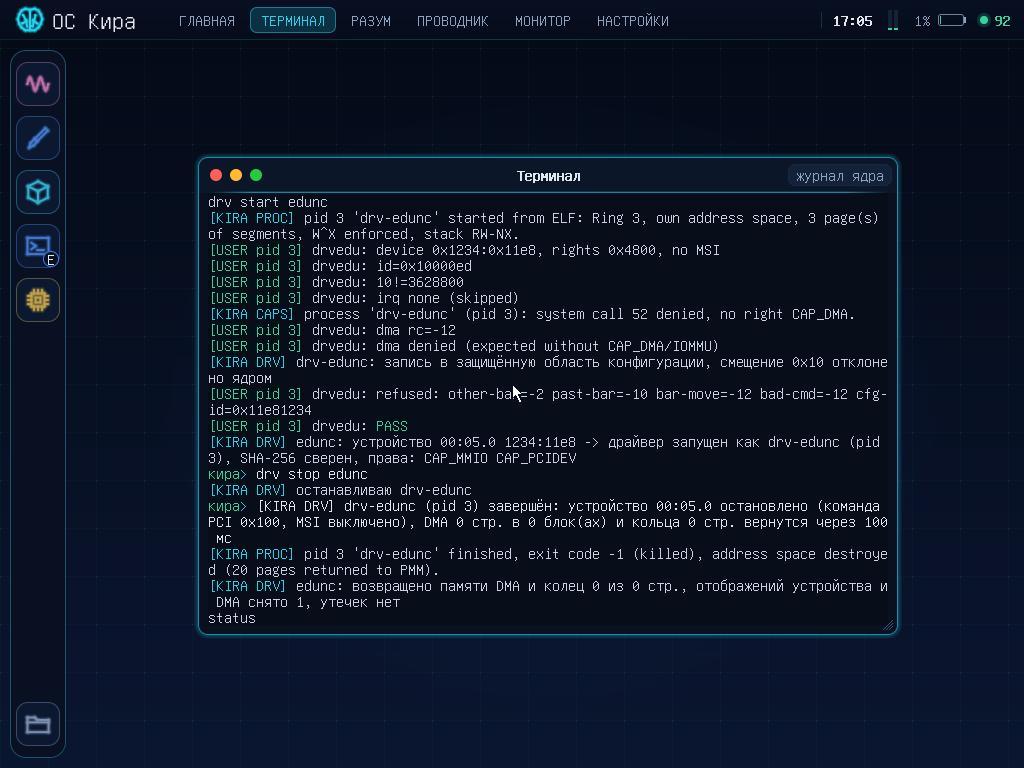 ОС Кира
ГЛАВНАЯ ТЕРМИНАЛ РАЗУМ ПРОВОДНИК МОНИТОР НАСТРОЙКИ
17:05 1% 92
E
Терминал
журнал ядра
drv start edunc
[KIRA PROC] pid 3 'drv-edunc' started from ELF: Ring 3, own address space, 3 page(s)
of segments, W^X enforced, stack RW-NX.
[USER pid 3] drvedu: device 0x1234:0x11e8, rights 0x4800, no MSI
[USER pid 3] drvedu: id=0x10000ed
[USER pid 3] drvedu: 10!=3628800
[USER pid 3] drvedu: irq none (skipped)
[KIRA CAPS] process 'drv-edunc' (pid 3): system call 52 denied, no right CAP_DMA.
[USER pid 3] drvedu: dma rc=-12
[USER pid 3] drvedu: dma denied (expected without CAP_DMA/IOMMU)
[KIRA DRV] drv-edunc: запись в защищённую область конфигурации, смещение 0x10 отклоне
но ядром
[USER pid 3] drvedu: refused: other-bar=-2 past-bar=-10 bar-move=-12 bad-cmd=-12 cfg-
id=0x11e81234
[USER pid 3] drvedu: PASS
[KIRA DRV] edunc: устройство 00:05.0 1234:11e8 -> драйвер запущен как drv-edunc (pid
3), SHA-256 сверен, права: CAP_MMIO CAP_PCIDEV
кира> drv stop edunc
[KIRA DRV] останавливаю drv-edunc
кира> [KIRA DRV] drv-edunc (pid 3) завершён: устройство 00:05.0 остановлено (команда
PCI 0x100, MSI выключено), DMA 0 стр. в 0 блок(ах) и кольца 0 стр. вернутся через 100
мс
[KIRA PROC] pid 3 'drv-edunc' finished, exit code -1 (killed), address space destroye
d (20 pages returned to PMM).
[KIRA DRV] edunc: возвращено памяти DMA и колец 0 из 0 стр., отображений устройства и
DMA снято 1, утечек нет
status